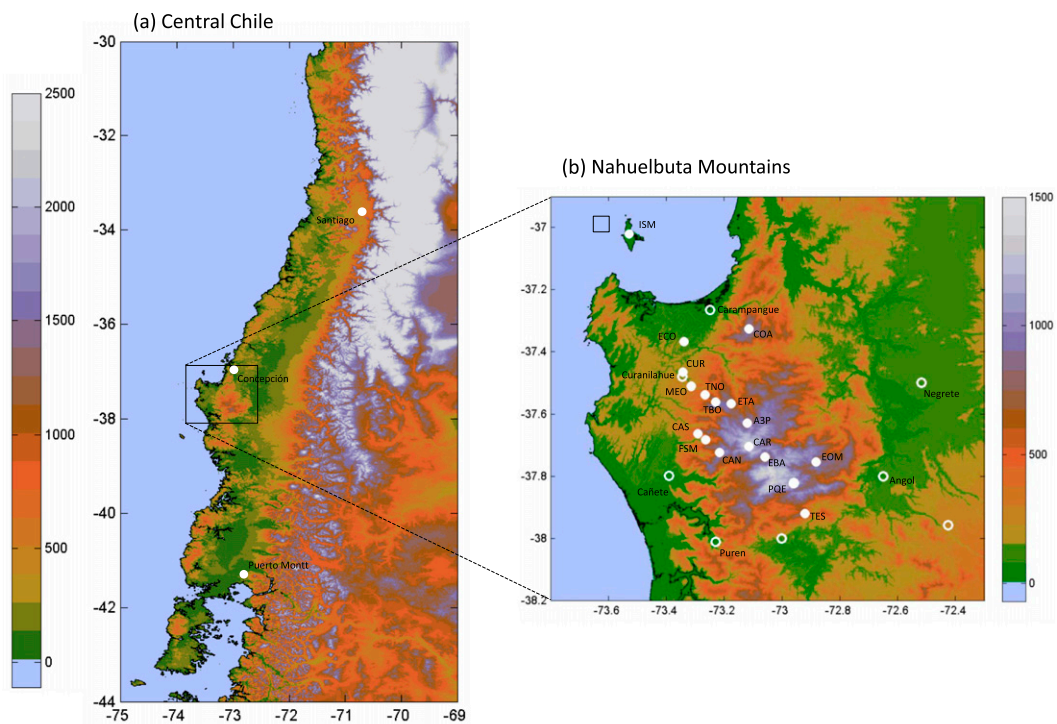 (a) Central Chile
-30
-32
-34
-36
-38
-40
-42
-44
-75
-74
-73
-72
-71
-70
-69
2500
2000
1500
1000
500
0
Santiago
Concepción
Puerto Montt
(b) Nahuelbuta Mountains
-37
-37.2
-37.4
-37.6
-37.8
-38
-38.2
-73.6
-73.4
-73.2
-73
-72.8
-72.6
-72.4
1500
1000
500
0
ISM
Carampangue
COA
ECO
CUR
Curanilahue
MEO
TNO
TBO
ETA
Negrete
A3P
CAS
FSM
CAR
CAN
EBA
EOM
Cañete
PQE
Angol
TES
Puren